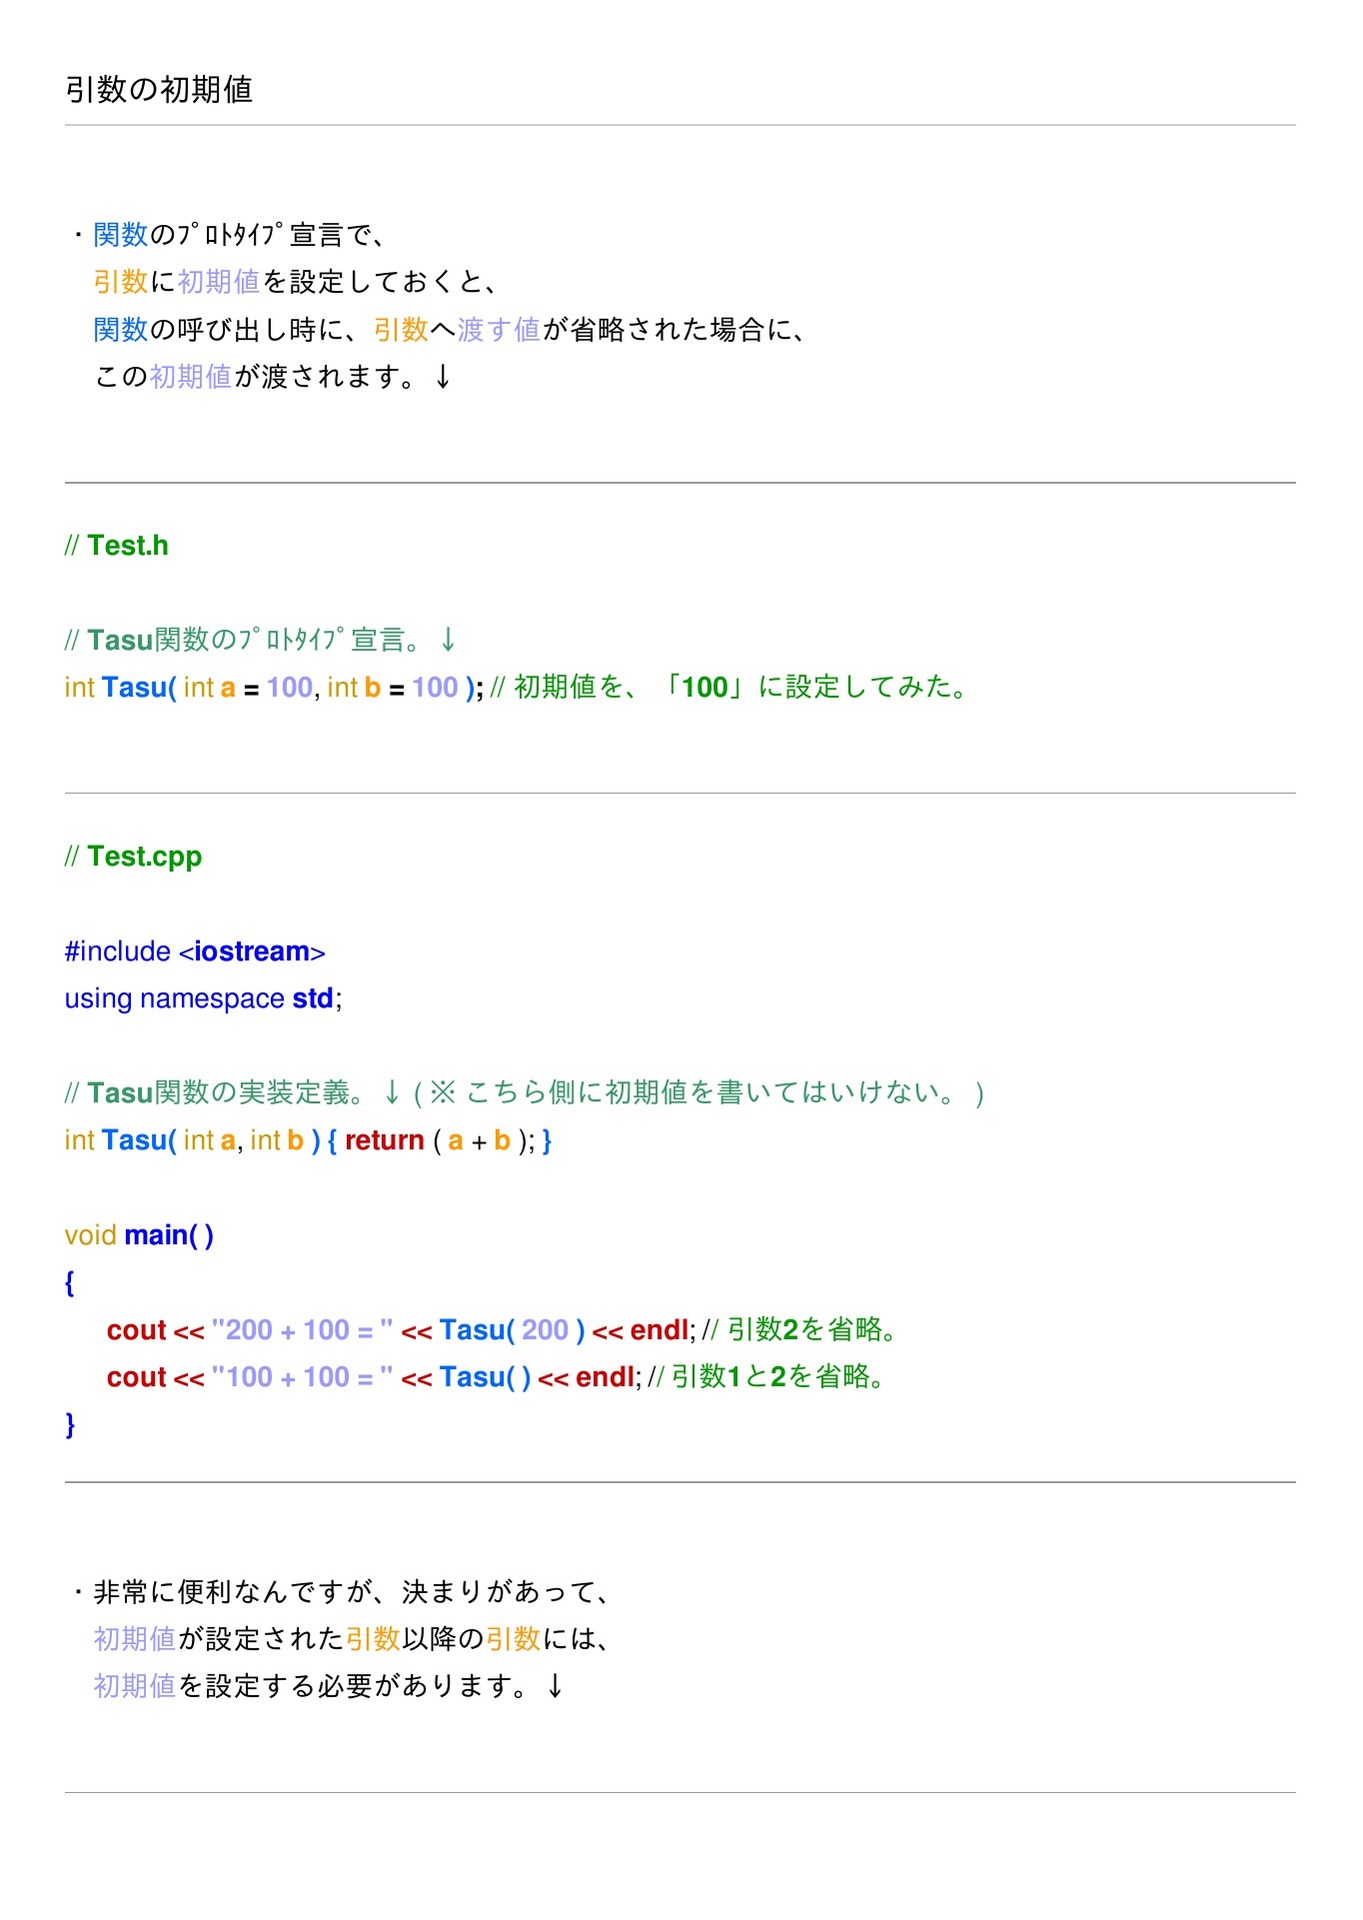 引数の初期値
・関数のﾌﾟﾛﾄﾀｲﾌﾟ宣言で、
引数に初期値を設定しておくと、
関数の呼び出し時に、引数へ渡す値が省略された場合に、
この初期値が渡されます。↓
// Test.h
// Tasu関数のﾌﾟﾛﾄﾀｲﾌﾟ宣言。↓
int Tasu( int a = 100, int b = 100 ); // 初期値を、「100」に設定してみた。
// Test.cpp
#include <iostream>
using namespace std;
// Tasu関数の実装定義。↓ ( ※ こちら側に初期値を書いてはいけない。 )
int Tasu( int a, int b ) { return ( a + b ); }
void main( )
{
cout << "200 + 100 = " << Tasu( 200 ) << endl; // 引数2を省略。
cout << "100 + 100 = " << Tasu( ) << endl; // 引数1と2を省略。
}
・非常に便利なんですが、決まりがあって、
初期値が設定された引数以降の引数には、
初期値を設定する必要があります。↓